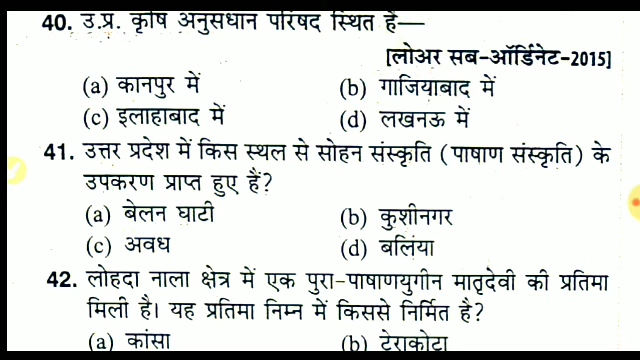 40. उ.प्र. कृषि अनुसंधान परिषद स्थित है—
[लोअर सब-ऑर्डिनेट-2015]
(a) कानपुर में (b) गाजियाबाद में
(c) इलाहाबाद में (d) लखनऊ में
41. उत्तर प्रदेश में किस स्थल से सोहन संस्कृति (पाषाण संस्कृति) के
उपकरण प्राप्त हुए हैं?
(a) बेलन घाटी (b) कुशीनगर
(c) अवध (d) बलिया
42. लोहदा नाला क्षेत्र में एक पुरा-पाषाणयुगीन मातृदेवी की प्रतिमा
मिली है। यह प्रतिमा निम्न में किससे निर्मित है?
(a) कांसा (b) टेराकोटा